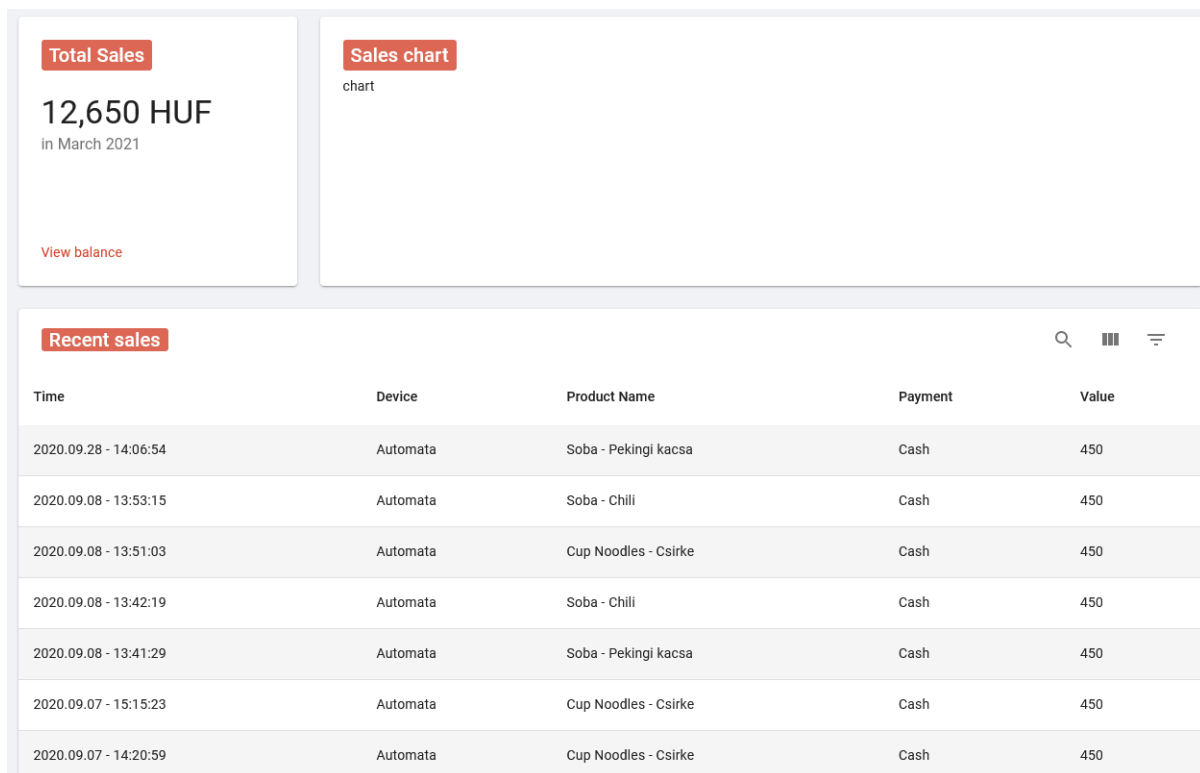 Total Sales
12,650 HUF
in March 2021
View balance
Sales chart
chart
Recent sales
Time Device Product Name Payment Value
2020.09.28 - 14:06:54 Automata Soba - Pekingi kacsa Cash 450
2020.09.08 - 13:53:15 Automata Soba - Chili Cash 450
2020.09.08 - 13:51:03 Automata Cup Noodles - Csirke Cash 450
2020.09.08 - 13:42:19 Automata Soba - Chili Cash 450
2020.09.08 - 13:41:29 Automata Soba - Pekingi kacsa Cash 450
2020.09.07 - 15:15:23 Automata Cup Noodles - Csirke Cash 450
2020.09.07 - 14:20:59 Automata Cup Noodles - Csirke Cash 450